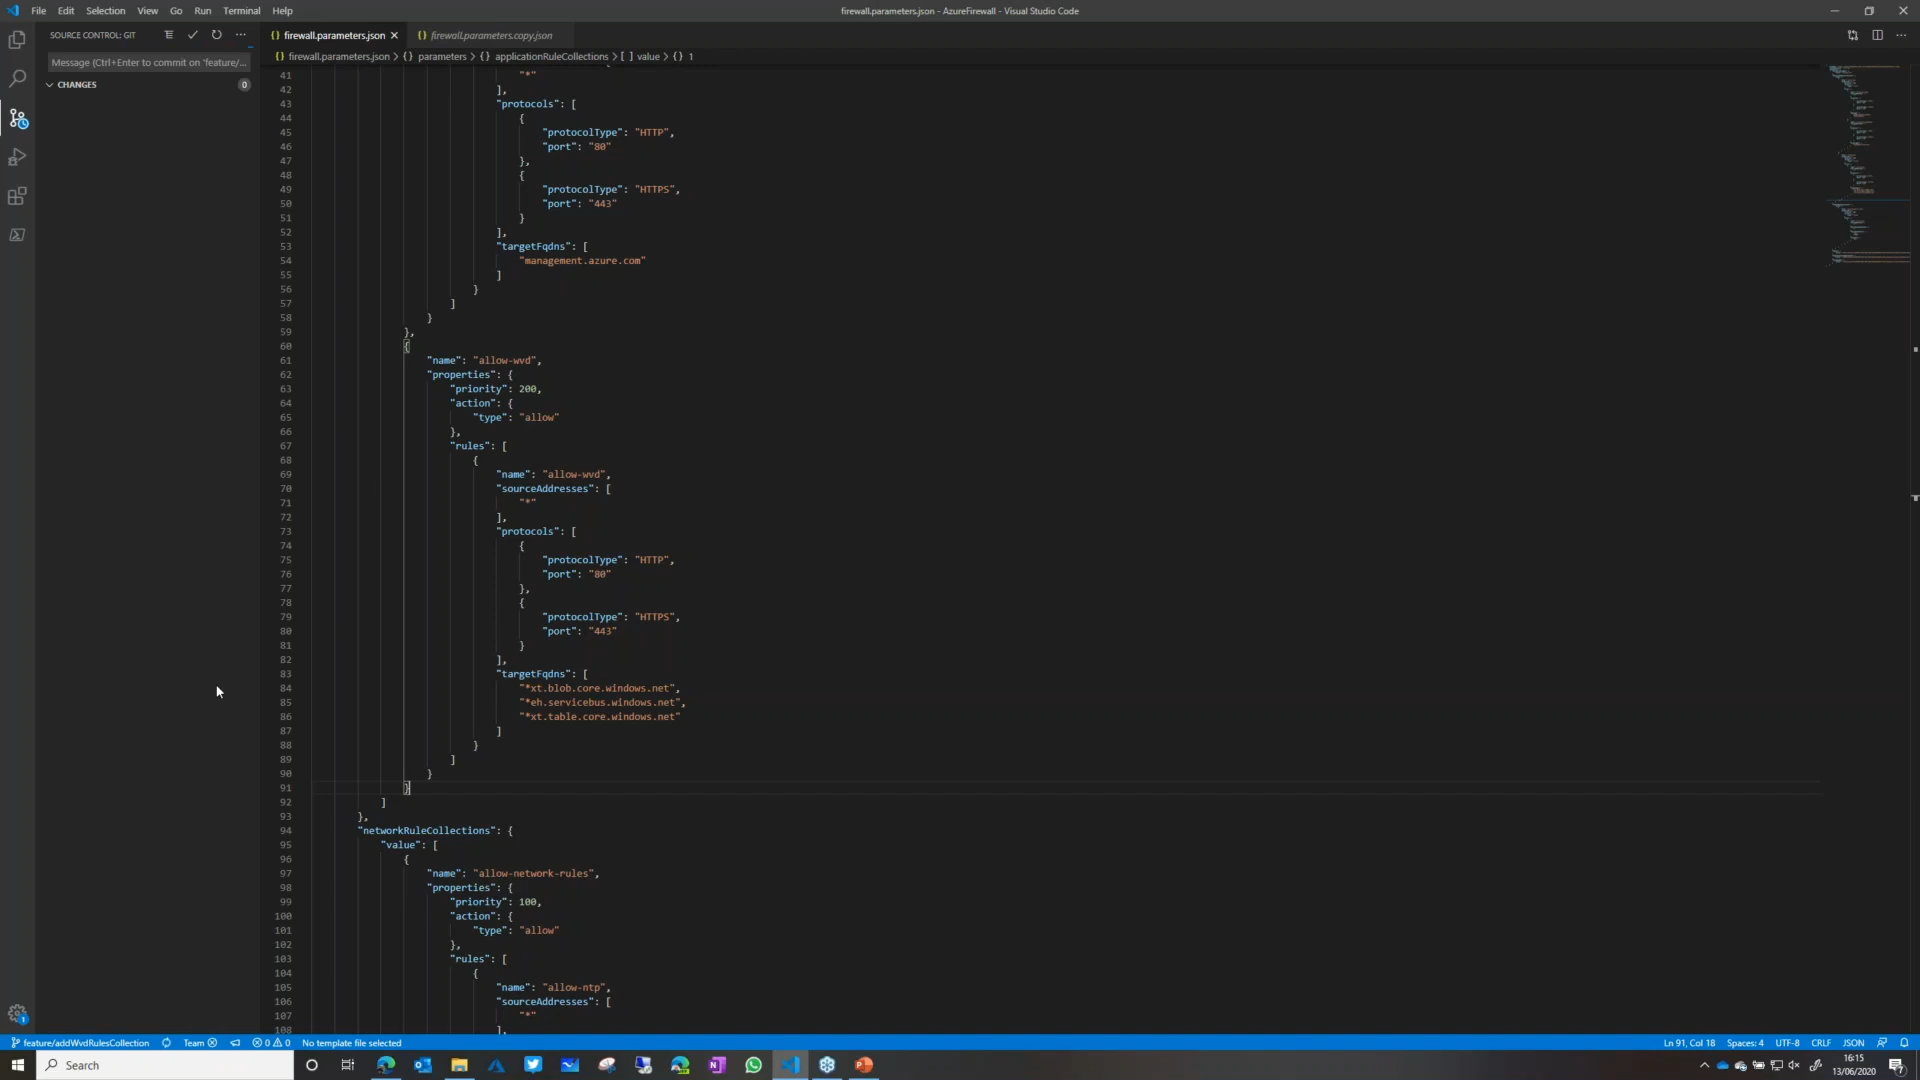 File Edit Selection View Go Run Terminal Help
firewall.parameters.json - AzureFirewall - Visual Studio Code
SOURCE CONTROL: GIT
Message (Ctrl+Enter to commit on 'feature/...
CHANGES
0
firewall.parameters.json
firewall.parameters.copy.json
firewall.parameters.json > {} parameters > {} applicationRuleCollections > [ ] value > {} 1
41 "*"
42 ],
43 "protocols": [
44 {
45 "protocolType": "HTTP",
46 "port": "80"
47 },
48 {
49 "protocolType": "HTTPS",
50 "port": "443"
51 }
52 ],
53 "targetFqdns": [
54 "management.azure.com"
55 ]
56 }
57 ]
58 }
59 },
60 {
61 "name": "allow-wvd",
62 "properties": {
63 "priority": 200,
64 "action": {
65 "type": "allow"
66 },
67 "rules": [
68 {
69 "name": "allow-wvd",
70 "sourceAddresses": [
71 "*"
72 ],
73 "protocols": [
74 {
75 "protocolType": "HTTP",
76 "port": "80"
77 },
78 {
79 "protocolType": "HTTPS",
80 "port": "443"
81 }
82 ],
83 "targetFqdns": [
84 "*xt.blob.core.windows.net",
85 "*eh.servicebus.windows.net",
86 "*xt.table.core.windows.net"
87 ]
88 }
89 ]
90 }
91 }
92 ]
93 },
94 "networkRuleCollections": {
95 "value": [
96 {
97 "name": "allow-network-rules",
98 "properties": {
99 "priority": 100,
100 "action": {
101 "type": "allow"
102 },
103 "rules": [
104 {
105 "name": "allow-ntp",
106 "sourceAddresses": [
107 "*"
108 ],
feature/addWvdRulesCollection
Team
0 0
No template file selected
Ln 91, Col 18
Spaces: 4
UTF-8
CRLF
JSON
Search
16:15
13/06/2020